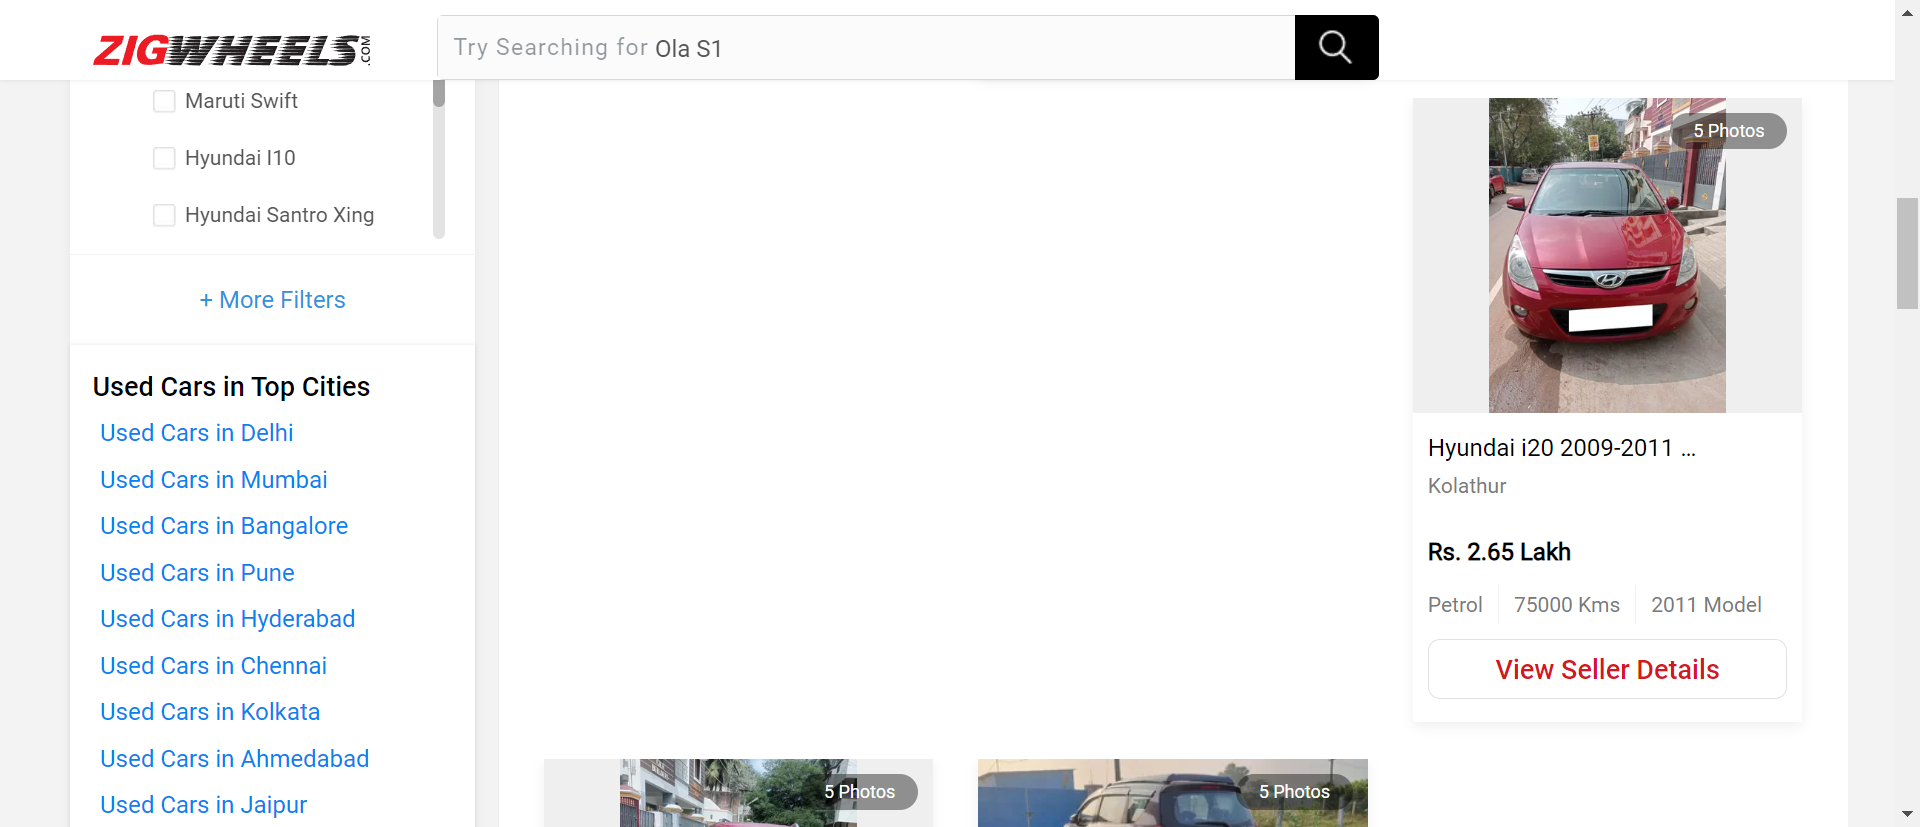 ZIGWHEELS.COM
Try Searching for Ola S1
Maruti Swift
Hyundai I10
Hyundai Santro Xing
+ More Filters
Used Cars in Top Cities
Used Cars in Delhi
Used Cars in Mumbai
Used Cars in Bangalore
Used Cars in Pune
Used Cars in Hyderabad
Used Cars in Chennai
Used Cars in Kolkata
Used Cars in Ahmedabad
Used Cars in Jaipur
5 Photos
Hyundai i20 2009-2011 ...
Kolathur
Rs. 2.65 Lakh
Petrol
75000 Kms
2011 Model
View Seller Details
5 Photos
5 Photos